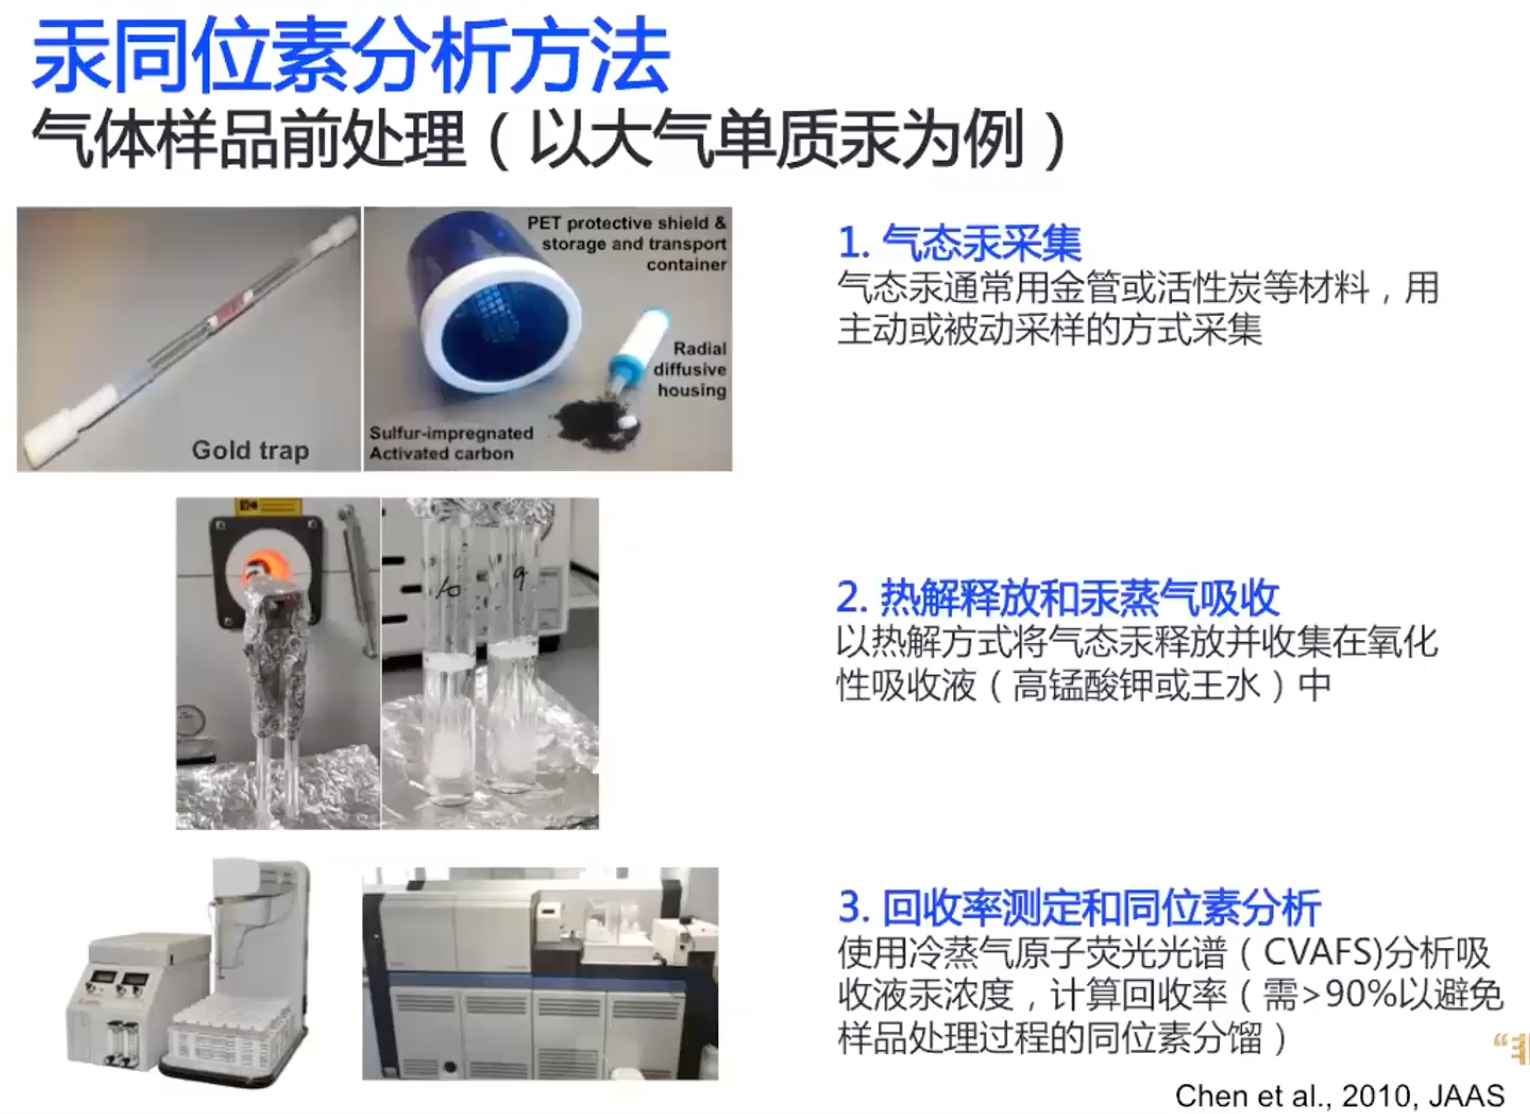 汞同位素分析方法
气体样品前处理（以大气单质汞为例）
PET protective shield &
storage and transport
container
Radial
diffusive
housing
Sulfur-impregnated
Activated carbon
Gold trap
1. 气态汞采集
气态汞通常用金管或活性炭等材料，用
主动或被动采样的方式采集
10
9
2. 热解释放和汞蒸气吸收
以热解方式将气态汞释放并收集在氧化
性吸收液（高锰酸钾或王水）中
3. 回收率测定和同位素分析
使用冷蒸气原子荧光光谱（CVAFS)分析吸
收液汞浓度，计算回收率（需>90%以避免
样品处理过程的同位素分馏）
Chen et al., 2010, JAAS